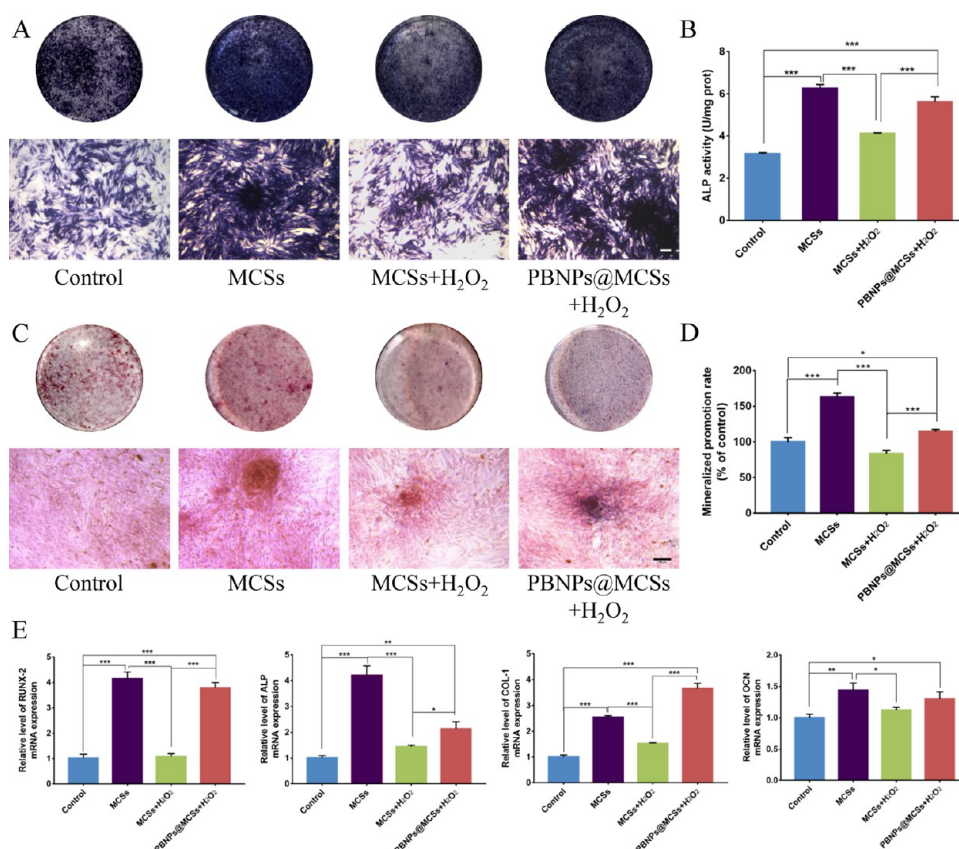 A
Control
MCSs
MCSs+H₂O₂
PBNPs@MCSs
+H₂O₂
B
ALP activity (U/mg prot)
8
6
4
2
0
***
***
***
***
Control
MCSs
MCSs+H₂O₂
PBNPs@MCSs+H₂O₂
C
Control
MCSs
MCSs+H₂O₂
PBNPs@MCSs
+H₂O₂
D
Mineralized promotion rate
(% of control)
200
150
100
50
0
*
***
***
***
Control
MCSs
MCSs+H₂O₂
PBNPs@MCSs+H₂O₂
E
Relative level of RUNX-2
mRNA expression
5
4
3
2
1
0
***
***
***
***
Control
MCSs
MCSs+H₂O₂
PBNPs@MCSs+H₂O₂
Relative level of ALP
mRNA expression
5
4
3
2
1
0
**
***
***
*
Control
MCSs
MCSs+H₂O₂
PBNPs@MCSs+H₂O₂
Relative level of COL-1
mRNA expression
5
4
3
2
1
0
***
***
***
***
Control
MCSs
MCSs+H₂O₂
PBNPs@MCSs+H₂O₂
Relative level of OCN
mRNA expression
2.0
1.5
1.0
0.5
0.0
*
**
*
Control
MCSs
MCSs+H₂O₂
PBNPs@MCSs+H₂O₂